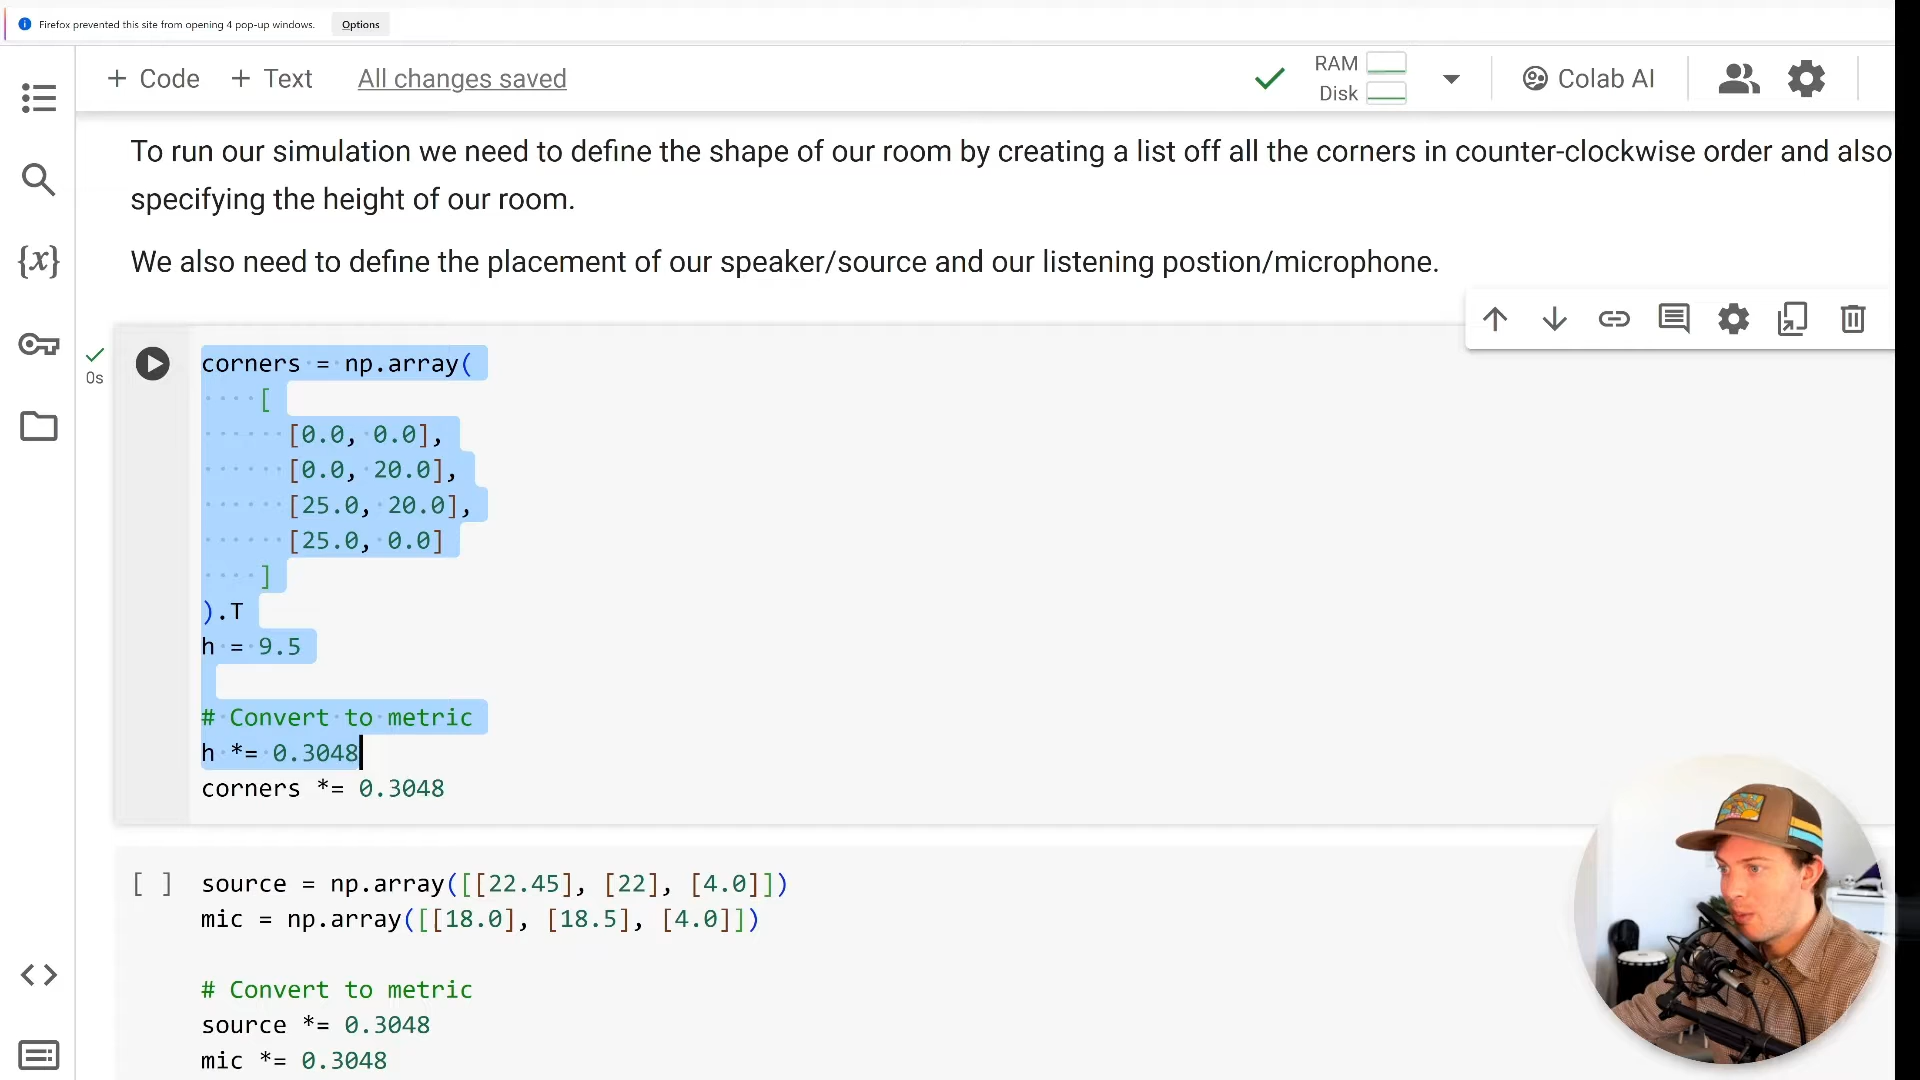 Firefox prevented this site from opening 4 pop-up windows. Options
+ Code + Text All changes saved
RAM
Disk
Colab AI
To run our simulation we need to define the shape of our room by creating a list off all the corners in counter-clockwise order and also
specifying the height of our room.
We also need to define the placement of our speaker/source and our listening postion/microphone.
{x}
0s
corners = np.array(
    [
      [0.0, 0.0],
      [0.0, 20.0],
      [25.0, 20.0],
      [25.0, 0.0]
    ]
).T
h = 9.5
# Convert to metric
h *= 0.3048
corners *= 0.3048
[ ] source = np.array([[22.45], [22], [4.0]])
mic = np.array([[18.0], [18.5], [4.0]])
# Convert to metric
source *= 0.3048
mic *= 0.3048